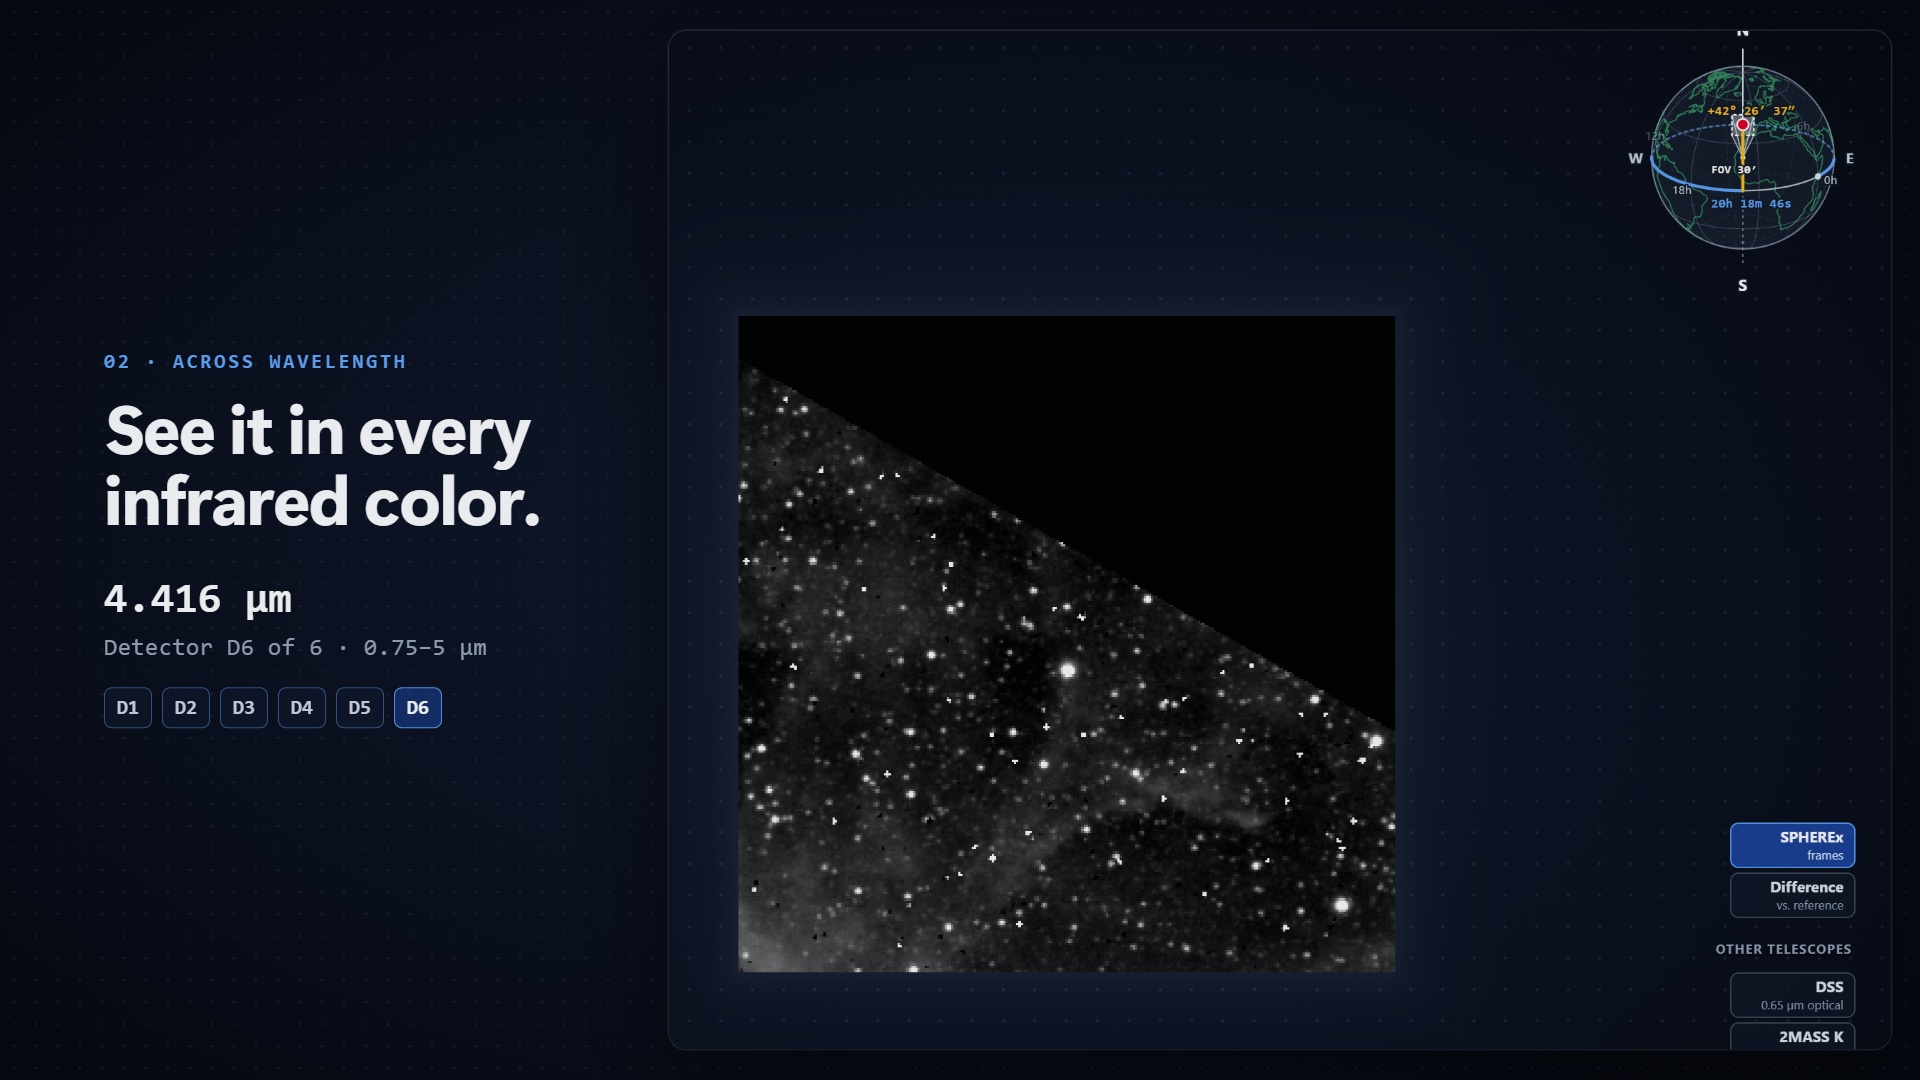 02 · ACROSS WAVELENGTH
See it in every
infrared color.
4.416 µm
Detector D6 of 6 · 0.75–5 µm
D1 D2 D3 D4 D5 D6
N
+42° 26′ 37″
12h
6h
W
E
FOV 30′
18h
0h
20h 18m 46s
S
SPHEREx
frames
Difference
vs. reference
OTHER TELESCOPES
DSS
0.65 µm optical
2MASS K